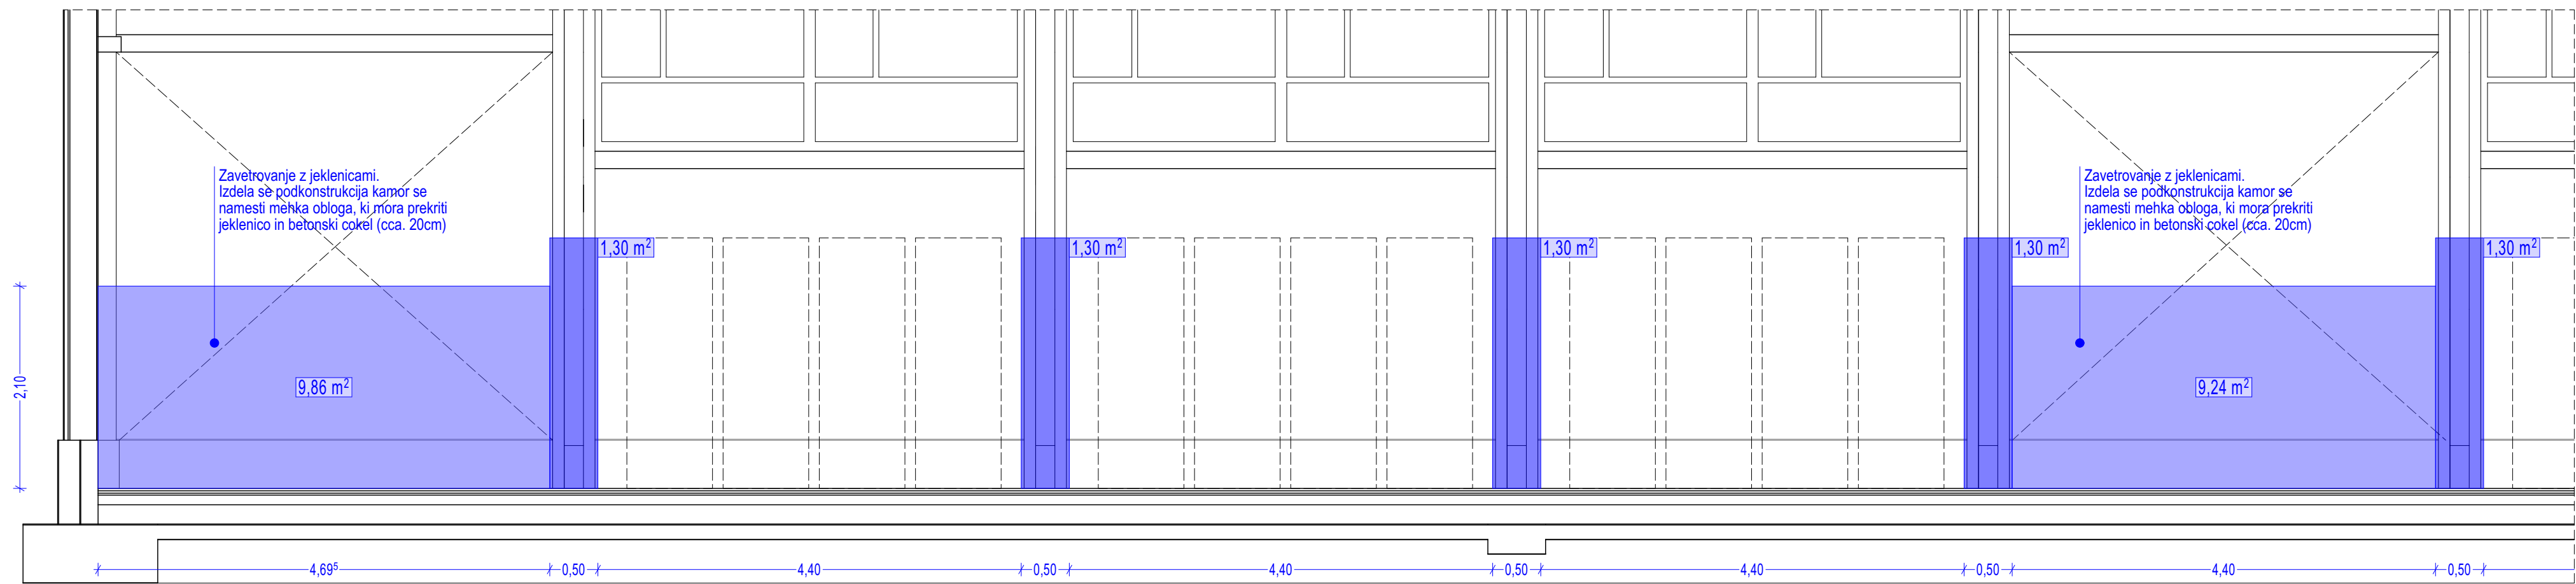 Zavetrovanje z jeklenicami.
Izdela se podkonstrukcija kamor se
namesti mehka obloga, ki mora prekriti
jeklenico in betonski cokel (cca. 20cm)
Zavetrovanje z jeklenicami.
Izdela se podkonstrukcija kamor se
namesti mehka obloga, ki mora prekriti
jeklenico in betonski cokel (cca. 20cm)
1,30 m²
1,30 m²
1,30 m²
1,30 m²
1,30 m²
2,10
9,86 m²
9,24 m²
4,69⁵
0,50
4,40
0,50
4,40
0,50
4,40
0,50
4,40
0,50